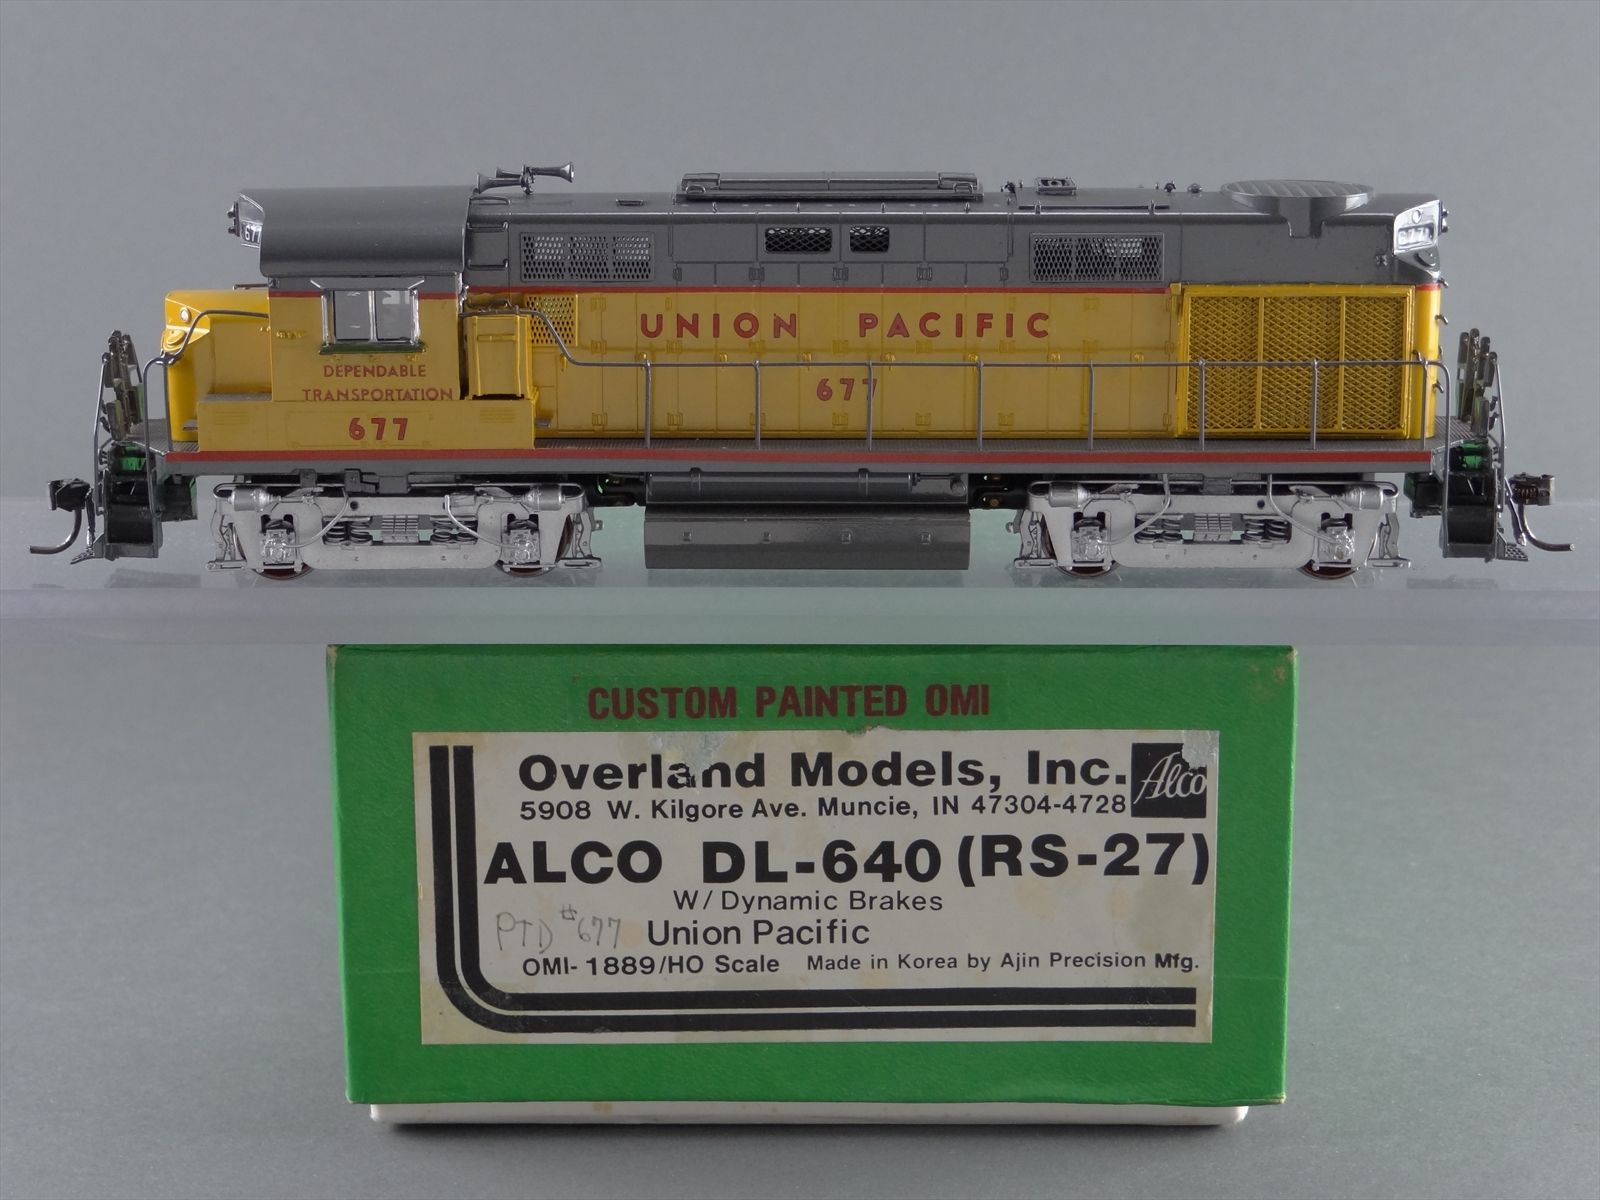 67
677
UNION PACIFIC
DEPENDABLE
TRANSPORTATION
677
677
CUSTOM PAINTED OMI
Overland Models, Inc.
Alco
5908 W. Kilgore Ave. Muncie, IN 47304-4728
ALCO DL-640 (RS-27)
W/Dynamic Brakes
PTD #677 Union Pacific
OMI-1889/HO Scale Made in Korea by Ajin Precision Mfg.